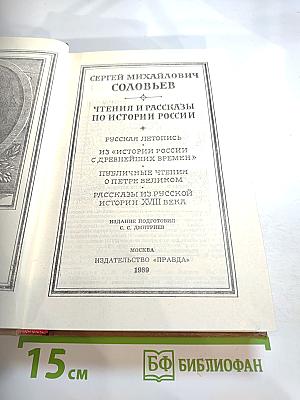 СЕРГЕЙ МИХАЙЛОВИЧ
СОЛОВЬЕВ
ЧТЕНИЯ И РАССКАЗЫ
ПО ИСТОРИИ РОССИИ
РУССКАЯ ЛЕТОПИСЬ
ИЗ «ИСТОРИИ РОССИИ
С ДРЕВНЕЙШИХ ВРЕМЕН»
ПУБЛИЧНЫЕ ЧТЕНИЯ
О ПЕТРЕ ВЕЛИКОМ
РАССКАЗЫ ИЗ РУССКОЙ
ИСТОРИИ XVIII ВЕКА
ИЗДАНИЕ ПОДГОТОВИЛ
С. С. ДМИТРИЕВ
МОСКВА
ИЗДАТЕЛЬСТВО «ПРАВДА»
1989
15 см
БФ БИБЛИОФАН